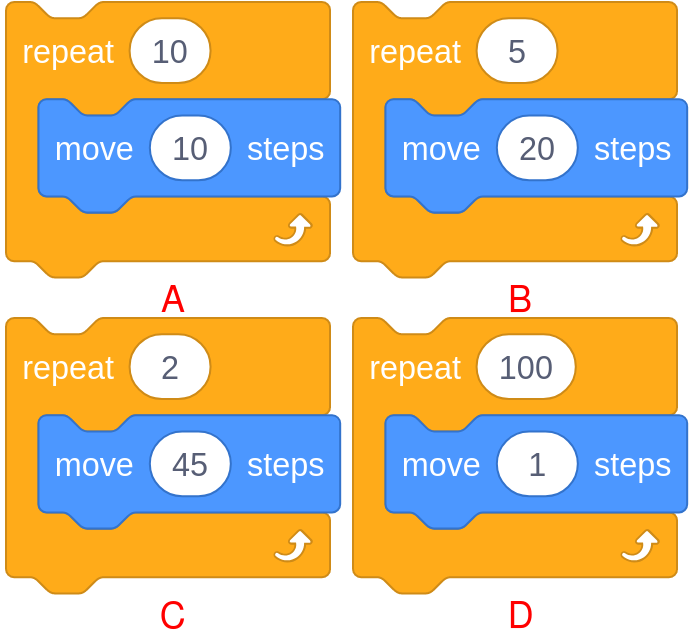 repeat 10
move 10 steps
A
repeat 5
move 20 steps
B
repeat 2
move 45 steps
C
repeat 100
move 1 steps
D